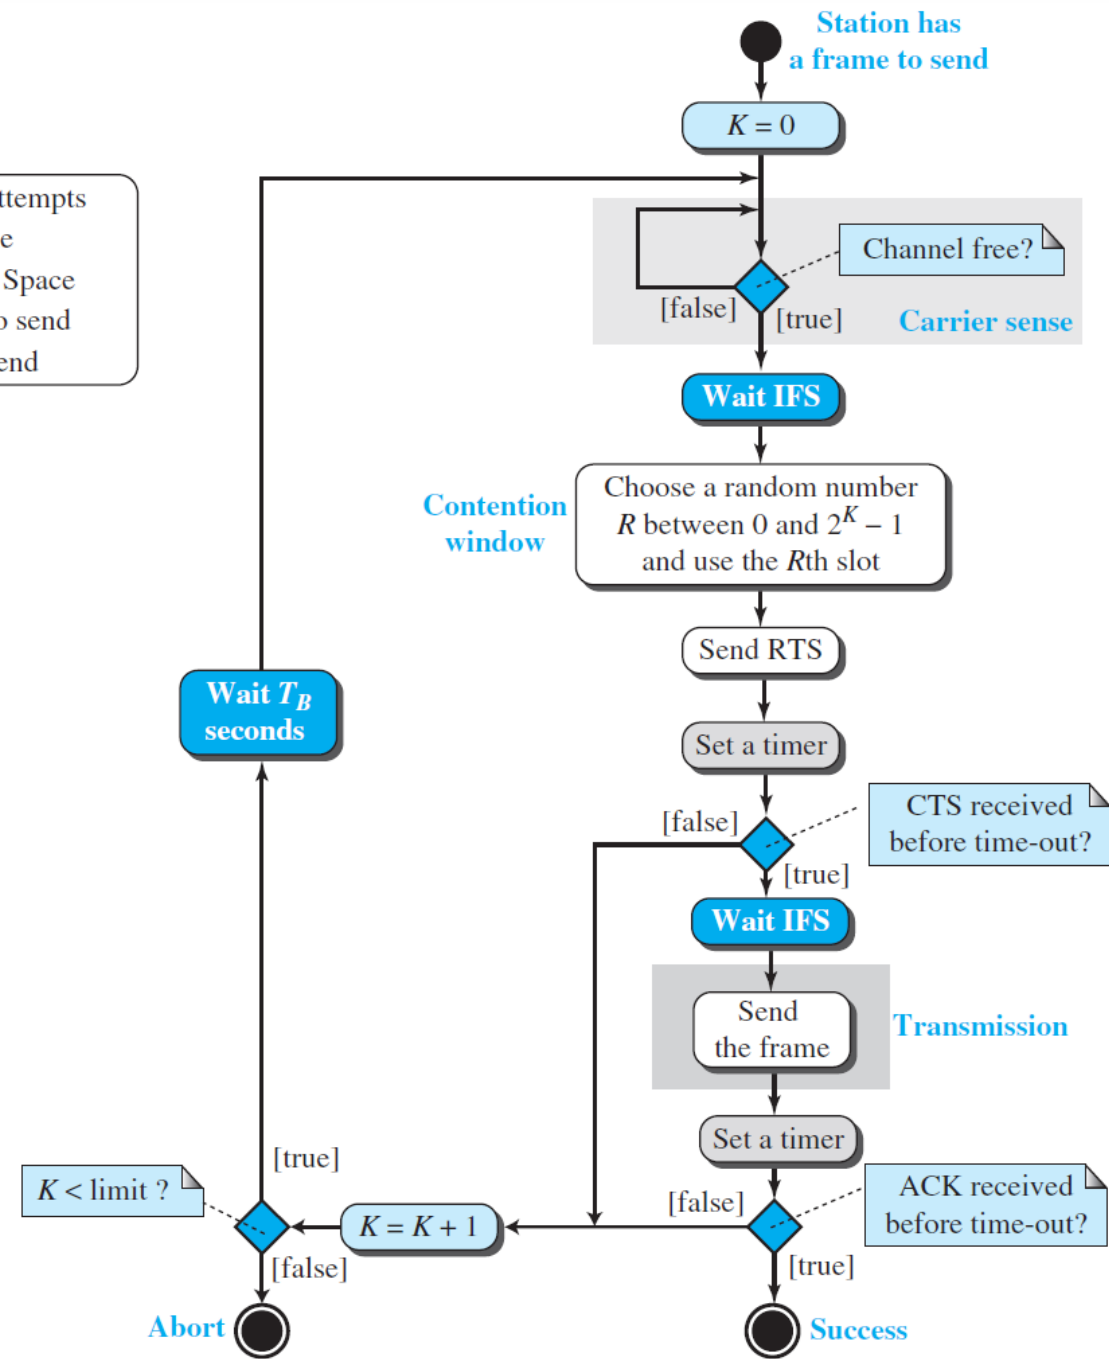 Station has
a frame to send
K = 0
ttempts
e
Space
o send
end
Channel free?
[false]
[true]
Carrier sense
Wait IFS
Contention
window
Choose a random number
R between 0 and 2^K – 1
and use the Rth slot
Send RTS
Wait T_B
seconds
Set a timer
[false]
CTS received
before time-out?
[true]
Wait IFS
Send
the frame
Transmission
Set a timer
[true]
K < limit ?
K = K + 1
[false]
ACK received
before time-out?
[false]
[true]
Abort
Success